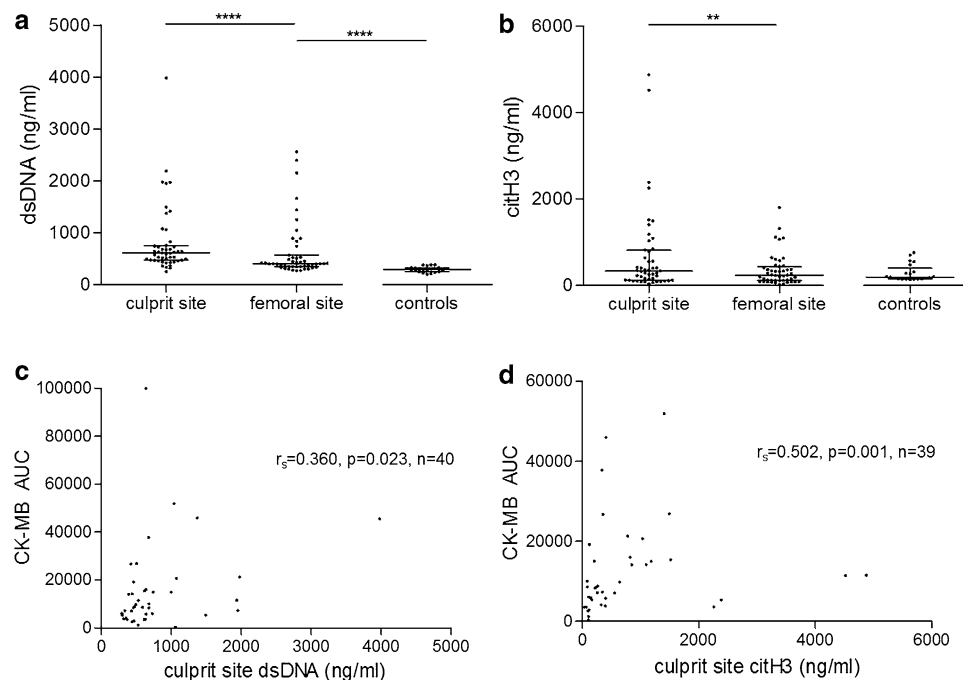 a
****
****
dsDNA (ng/ml)
5000
4000
3000
2000
1000
0
culprit site
femoral site
controls
b
**
citH3 (ng/ml)
6000
4000
2000
0
culprit site
femoral site
controls
c
CK-MB AUC
100000
80000
60000
40000
20000
0
rs=0.360, p=0.023, n=40
0
1000
2000
3000
4000
5000
culprit site dsDNA (ng/ml)
d
CK-MB AUC
60000
40000
20000
0
rs=0.502, p=0.001, n=39
0
2000
4000
6000
culprit site citH3 (ng/ml)